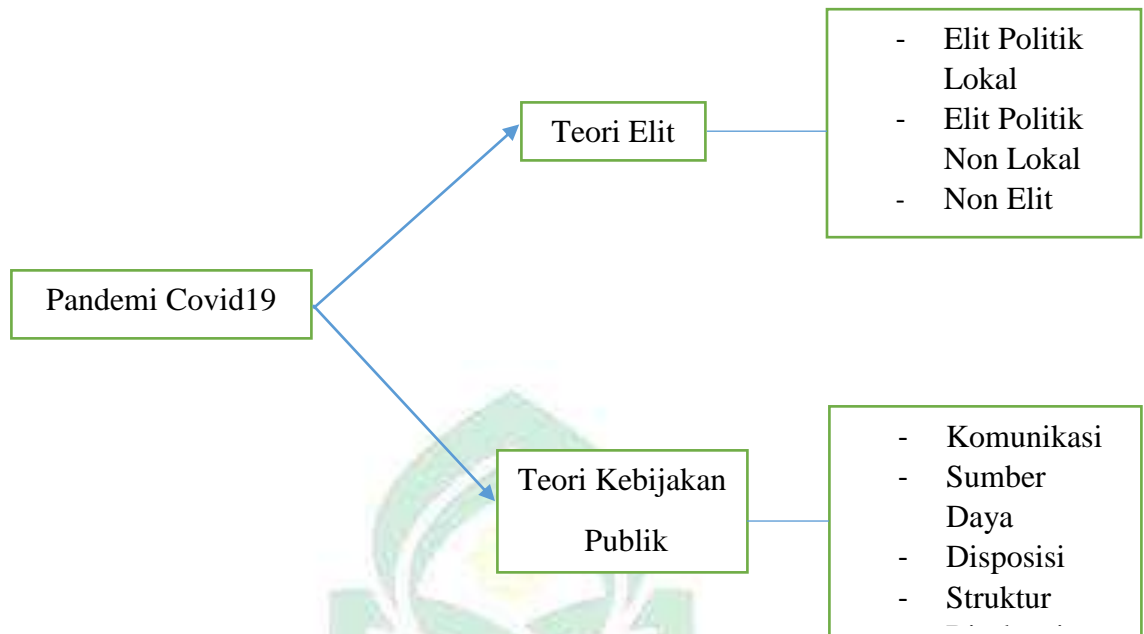 - Elit Politik
Lokal
- Elit Politik
Non Lokal
- Non Elit
Teori Elit
Pandemi Covid19
Teori Kebijakan
Publik
- Komunikasi
- Sumber
Daya
- Disposisi
- Struktur